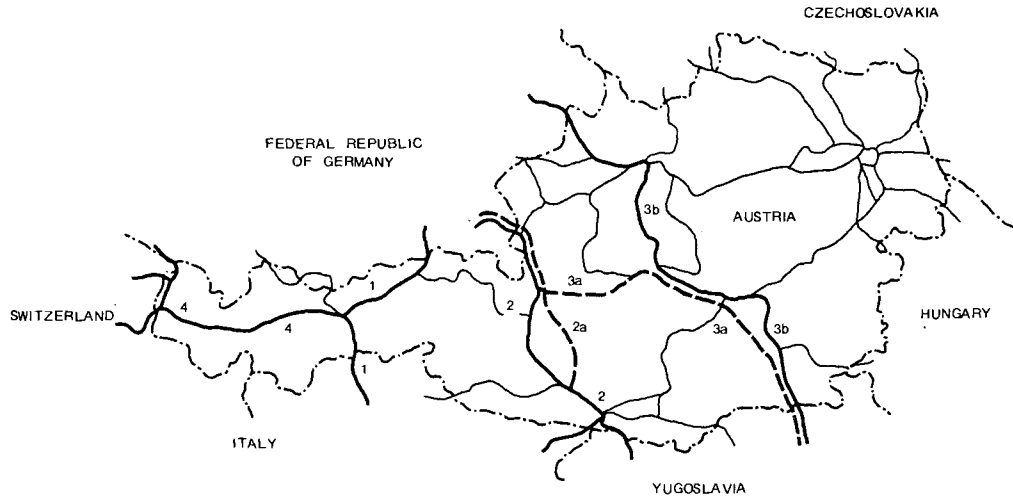 CZECHOSLOVAKIA
FEDERAL REPUBLIC
OF GERMANY
3b
AUSTRIA
1
3a
SWITZERLAND
4
4
2
2a
3a
3b
HUNGARY
1
2
ITALY
YUGOSLAVIA